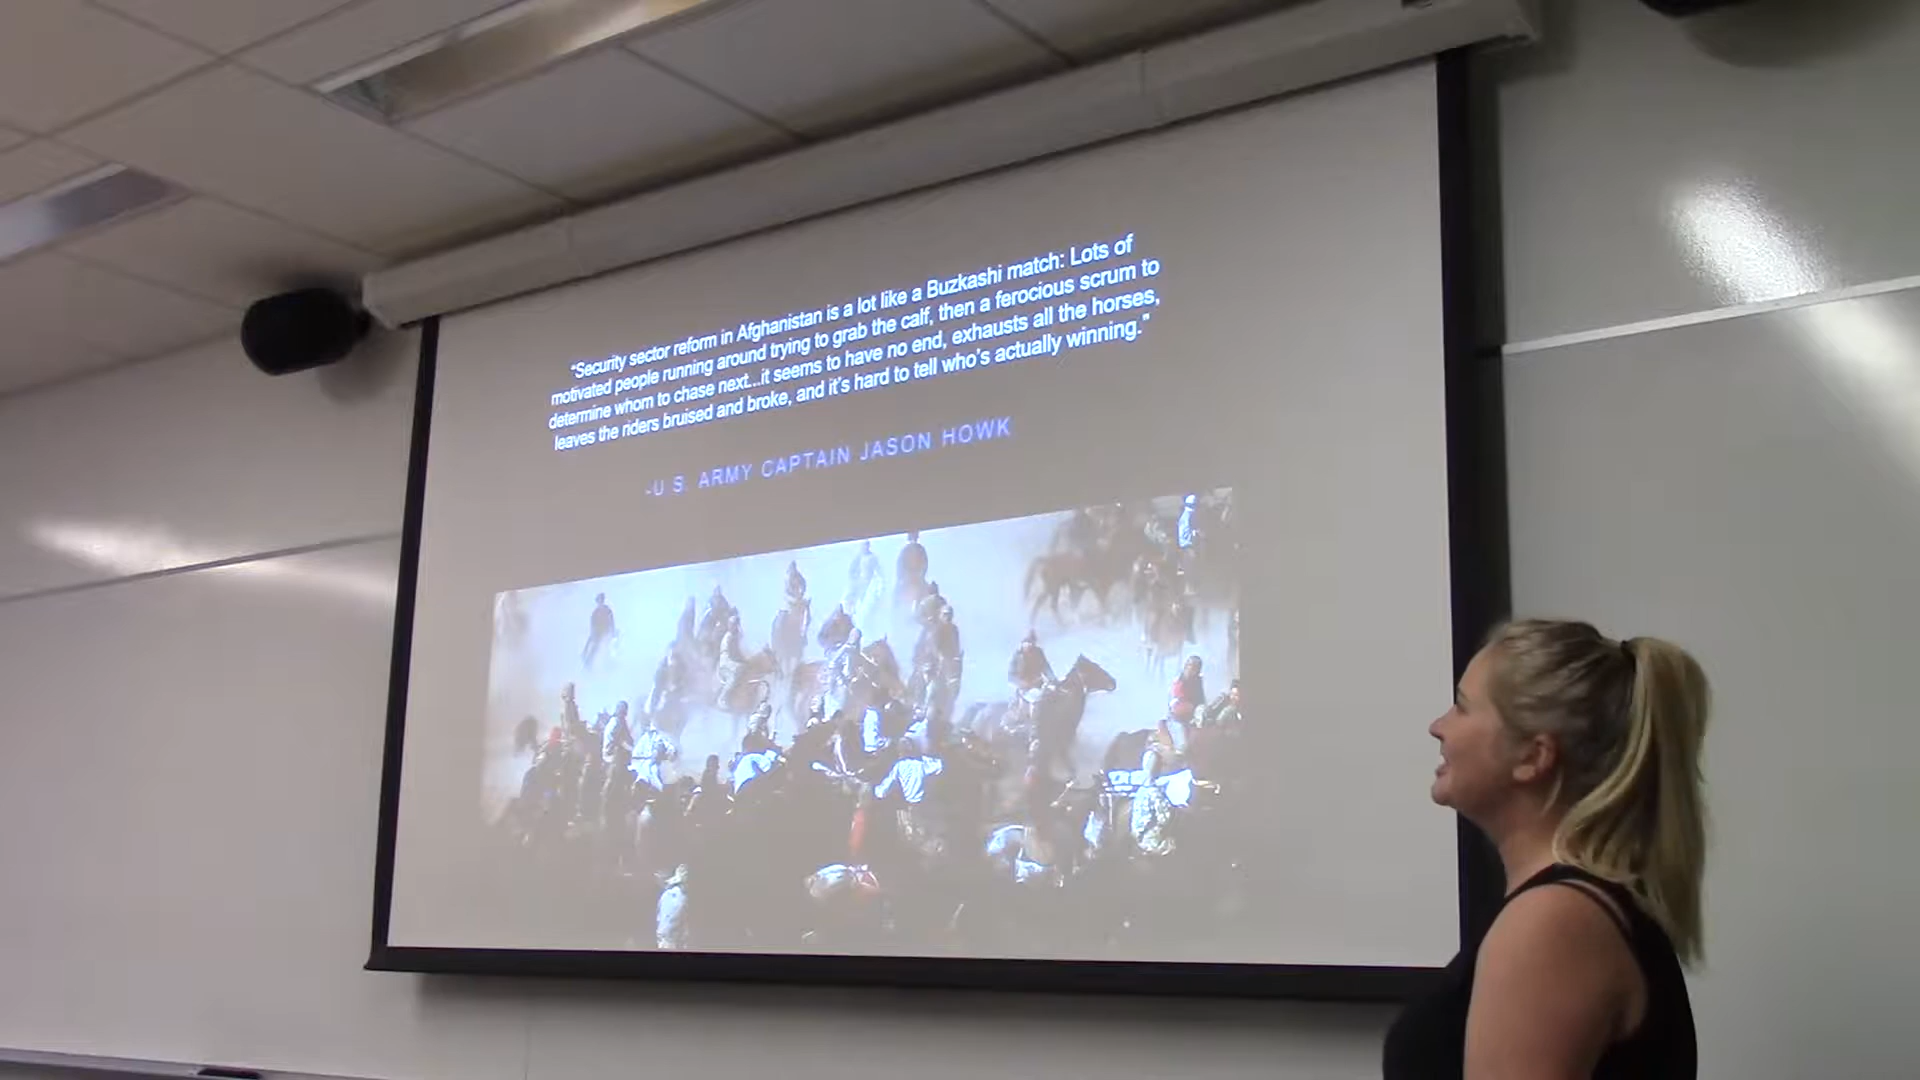 "Security sector reform in Afghanistan is a lot like a Buzkashi match: Lots of
motivated people running around trying to grab the calf, then a ferocious scrum to
determine whom to chase next...it seems to have no end, exhausts all the horses,
leaves the riders bruised and broke, and it's hard to tell who's actually winning."
-U S. ARMY CAPTAIN JASON HOWK